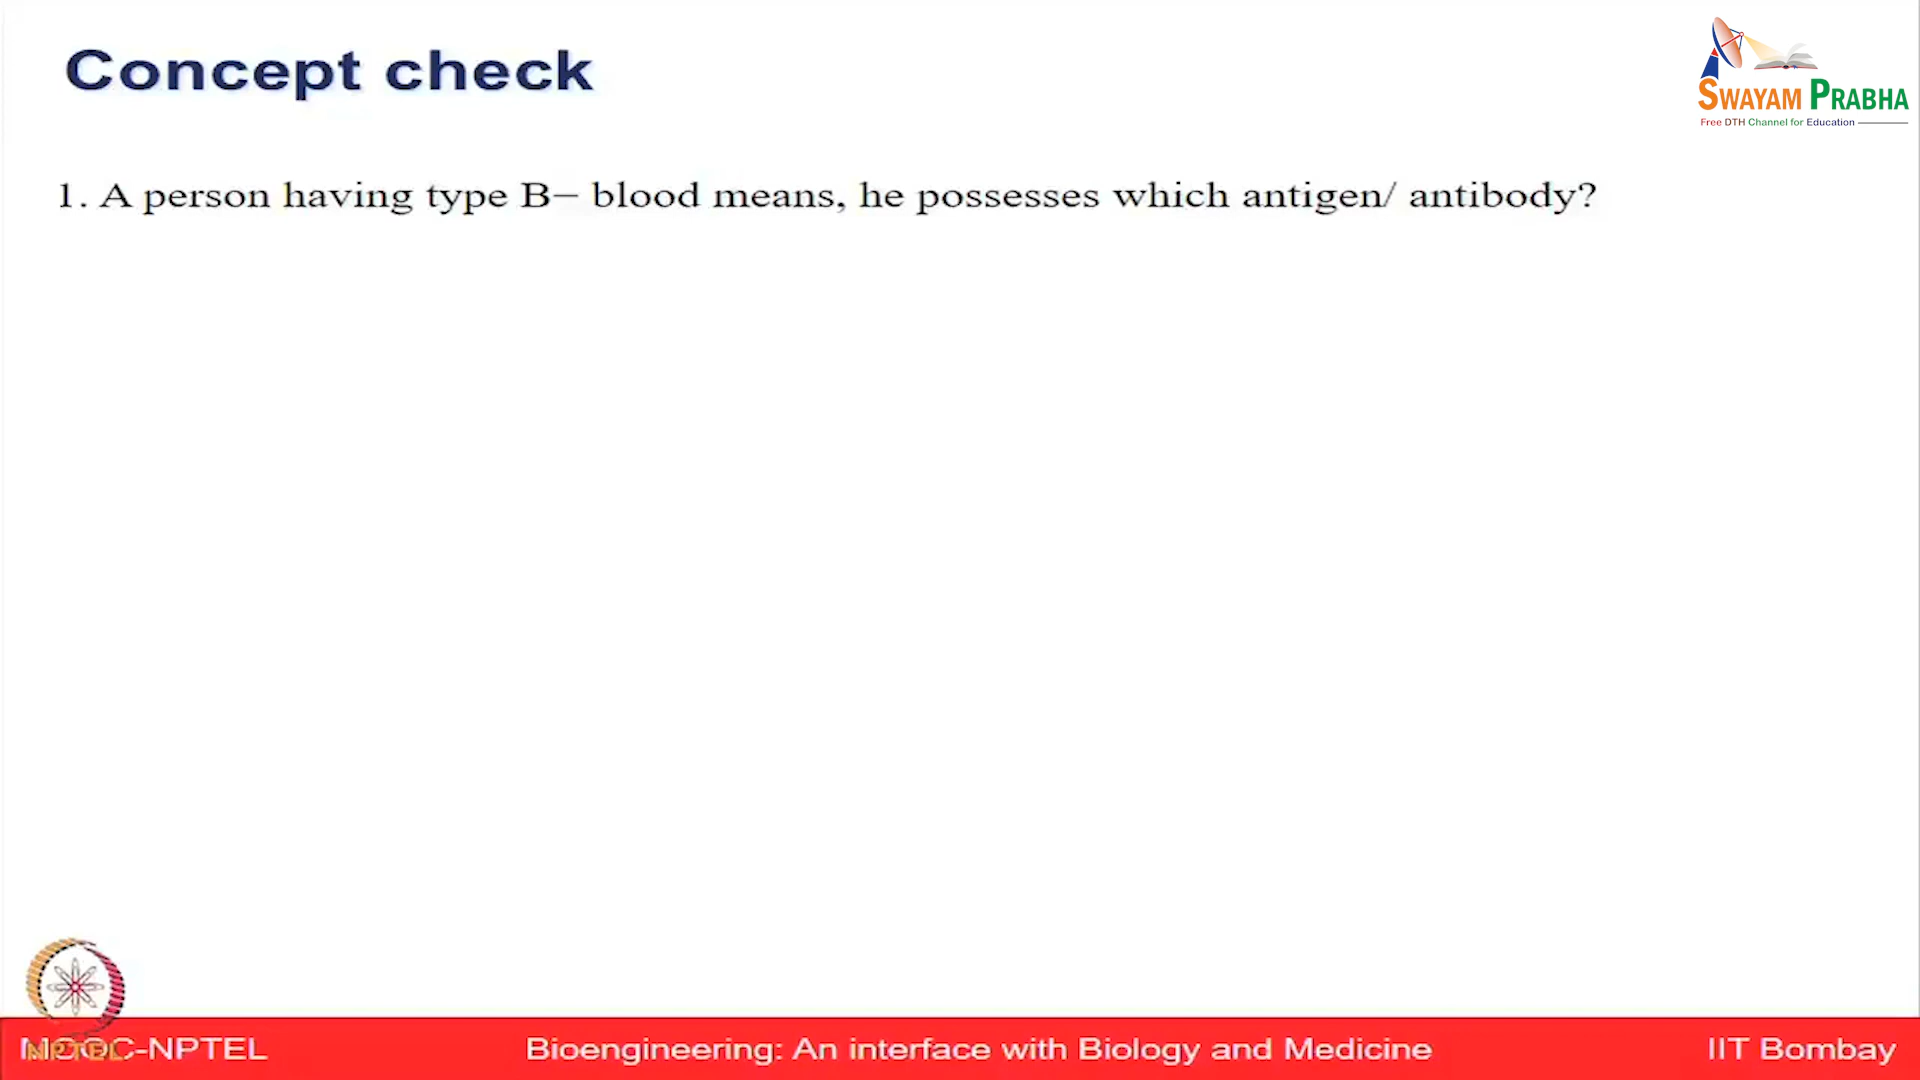 Concept check
SWAYAM PRABHA
Free DTH Channel for Education
1. A person having type B− blood means, he possesses which antigen/ antibody?
NPTEL
MOOC-NPTEL
Bioengineering: An interface with Biology and Medicine
IIT Bombay